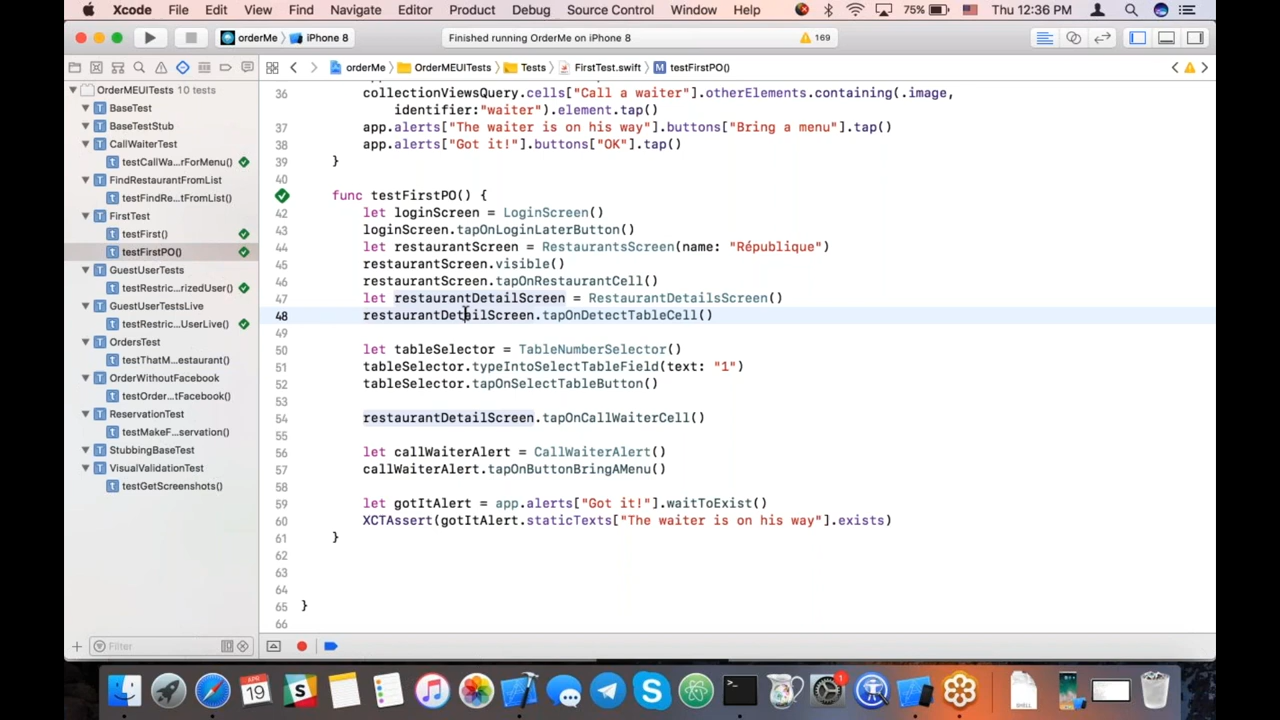 Xcode File Edit View Find Navigate Editor Product Debug Source Control Window Help 75% Thu 12:36 PM
orderMe iPhone 8 Finished running OrderMe on iPhone 8 169
orderMe OrderMEUITests Tests FirstTest.swift M testFirstPO()
OrderMEUITests 10 tests
T BaseTest
T BaseTestStub
T CallWaiterTest
t testCallWa...rForMenu()
T FindRestaurantFromList
t testFindRe...tFromList()
T FirstTest
t testFirst()
t testFirstPO()
T GuestUserTests
t testRestric...rizedUser()
T GuestUserTestsLive
t testRestric...UserLive()
T OrdersTest
t testThatM...estaurant()
T OrderWithoutFacebook
t testOrder...tFacebook()
T ReservationTest
t testMakeF...servation()
T StubbingBaseTest
T VisualValidationTest
t testGetScreenshots()
Filter
36 collectionViewsQuery.cells["Call a waiter"].otherElements.containing(.image,
identifier:"waiter").element.tap()
37 app.alerts["The waiter is on his way"].buttons["Bring a menu"].tap()
38 app.alerts["Got it!"].buttons["OK"].tap()
39 }
40
func testFirstPO() {
42 let loginScreen = LoginScreen()
43 loginScreen.tapOnLoginLaterButton()
44 let restaurantScreen = RestaurantsScreen(name: "République")
45 restaurantScreen.visible()
46 restaurantScreen.tapOnRestaurantCell()
47 let restaurantDetailScreen = RestaurantDetailsScreen()
48 restaurantDetailScreen.tapOnDetectTableCell()
49
50 let tableSelector = TableNumberSelector()
51 tableSelector.typeIntoSelectTableField(text: "1")
52 tableSelector.tapOnSelectTableButton()
53
54 restaurantDetailScreen.tapOnCallWaiterCell()
55
56 let callWaiterAlert = CallWaiterAlert()
57 callWaiterAlert.tapOnButtonBringAMenu()
58
59 let gotItAlert = app.alerts["Got it!"].waitToExist()
60 XCTAssert(gotItAlert.staticTexts["The waiter is on his way"].exists)
61 }
62
63
64
65 }
66
19
1
SHELL